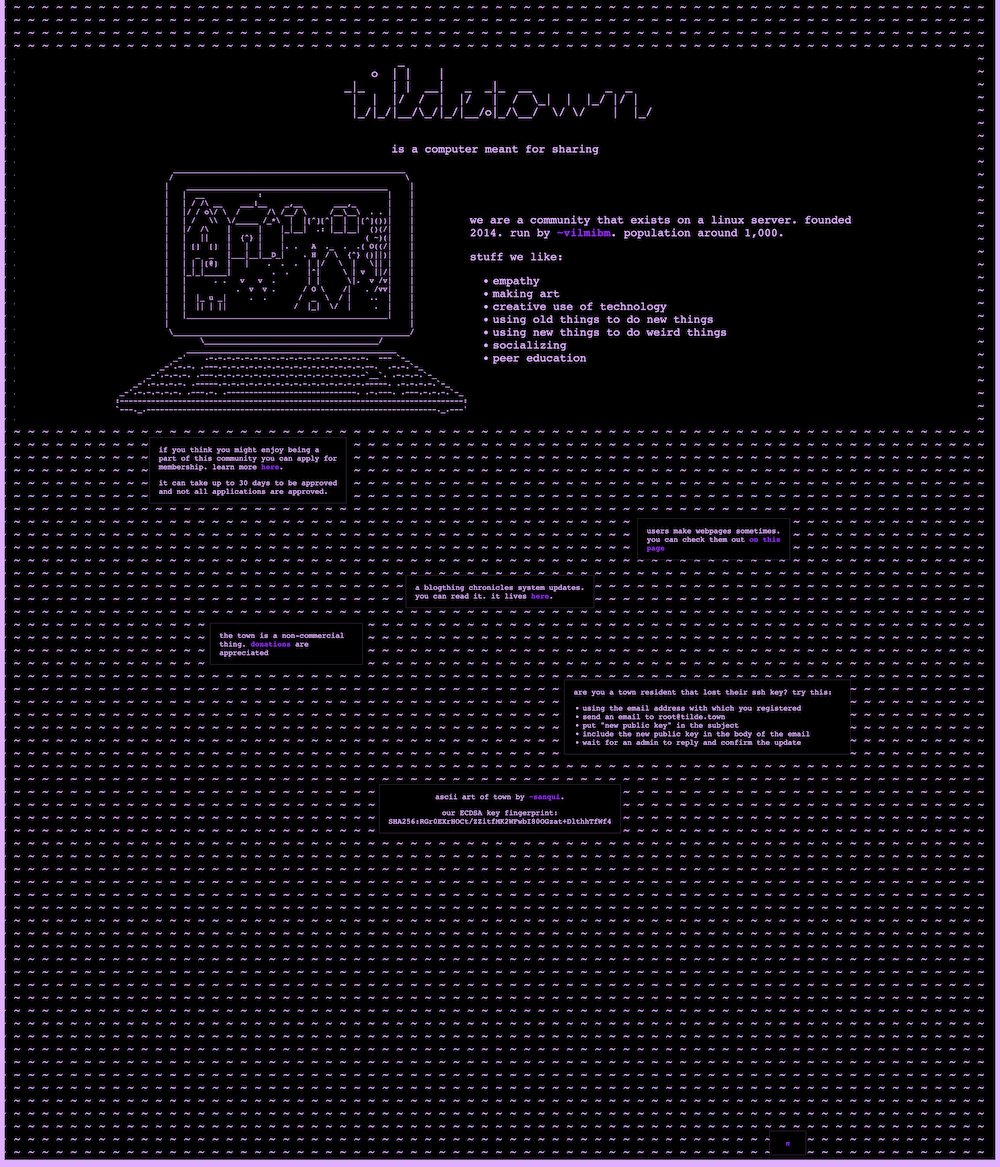 tilde.town
is a computer meant for sharing
we are a community that exists on a linux server. founded
2014. run by ~vilmibm. population around 1,000.
stuff we like:
• empathy
• making art
• creative use of technology
• using old things to do new things
• using new things to do weird things
• socializing
• peer education
if you think you might enjoy being a
part of this community you can apply for
membership. learn more here.
it can take up to 30 days to be approved
and not all applications are approved.
users make webpages sometimes.
you can check them out on this
page
a blogthing chronicles system updates.
you can read it. it lives here.
the town is a non-commercial
thing. donations are
appreciated
are you a town resident that lost their ssh key? try this:
• using the email address with which you registered
• send an email to root@tilde.town
• put "new public key" in the subject
• include the new public key in the body of the email
• wait for an admin to reply and confirm the update
ascii art of town by ~sanqui.
our ECDSA key fingerprint: